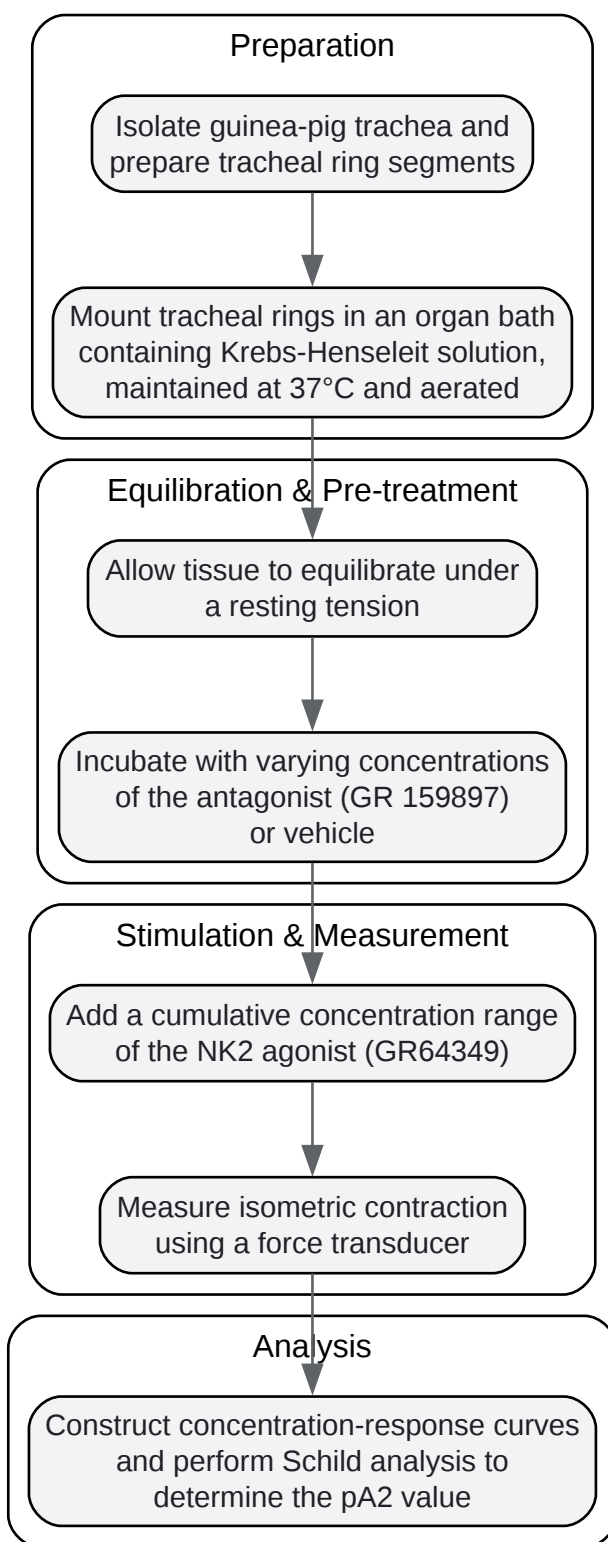 Preparation
Isolate guinea-pig trachea and
prepare tracheal ring segments
Mount tracheal rings in an organ bath
containing Krebs-Henseleit solution,
maintained at 37°C and aerated
Equilibration & Pre-treatment
Allow tissue to equilibrate under
a resting tension
Incubate with varying concentrations
of the antagonist (GR 159897)
or vehicle
Stimulation & Measurement
Add a cumulative concentration range
of the NK2 agonist (GR64349)
Measure isometric contraction
using a force transducer
Analysis
Construct concentration-response curves
and perform Schild analysis to
determine the pA2 value